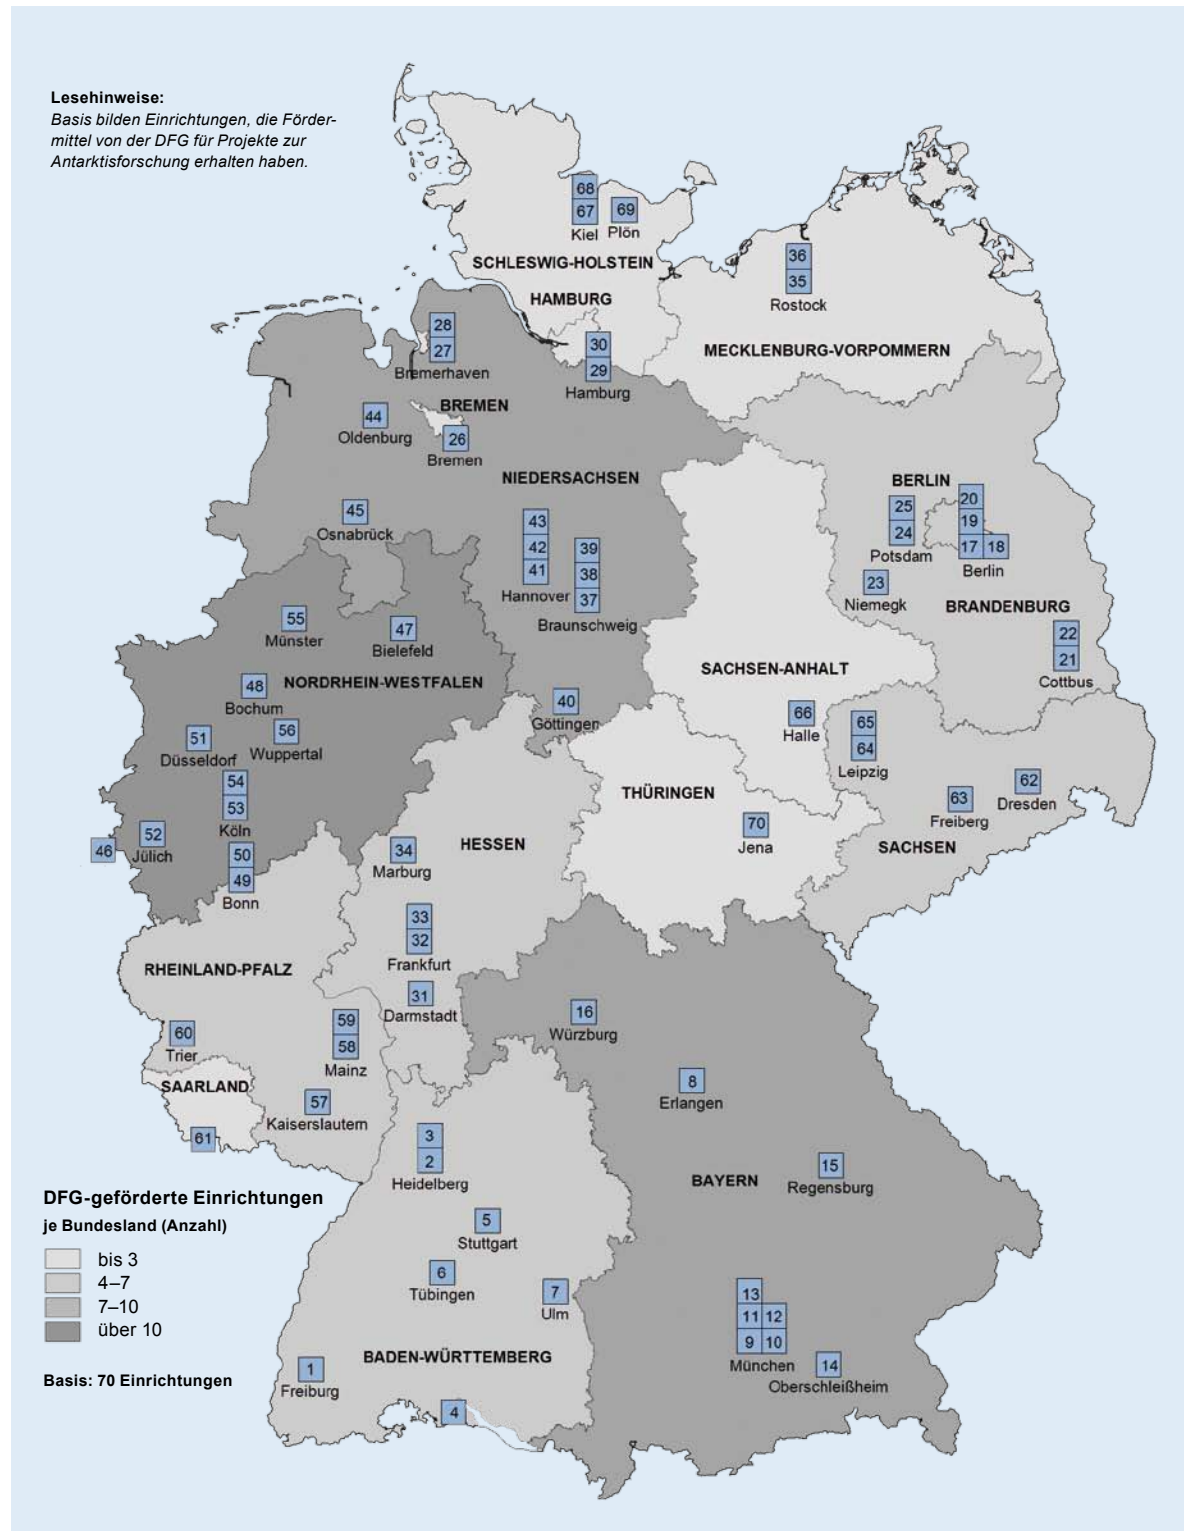 Lesehinweise:
Basis bilden Einrichtungen, die Förder-
mittel von der DFG für Projekte zur
Antarktisforschung erhalten haben.
68
67
Kiel
69
Plön
SCHLESWIG-HOLSTEIN
36
35
Rostock
HAMBURG
30
29
Hamburg
MECKLENBURG-VORPOMMERN
28
27
Bremerhaven
BREMEN
44
Oldenburg
26
Bremen
NIEDERSACHSEN
BERLIN
25
24
Potsdam
20
19
17 18
Berlin
45
Osnabrück
43
42
41
Hannover
39
38
37
Braunschweig
23
Niemegk
BRANDENBURG
22
21
Cottbus
55
Münster
47
Bielefeld
SACHSEN-ANHALT
NORDRHEIN-WESTFALEN
48
Bochum
40
Göttingen
66
Halle
65
64
Leipzig
51
Düsseldorf
56
Wuppertal
54
53
Köln
THÜRINGEN
63
Freiberg
62
Dresden
46
52
Jülich
50
49
Bonn
34
Marburg
HESSEN
70
Jena
SACHSEN
33
32
Frankfurt
RHEINLAND-PFALZ
31
Darmstadt
16
Würzburg
60
Trier
59
58
Mainz
SAARLAND
57
Kaiserslautern
8
Erlangen
61
3
2
Heidelberg
BAYERN
15
Regensburg
DFG-geförderte Einrichtungen
je Bundesland (Anzahl)
bis 3
4–7
7–10
über 10
Basis: 70 Einrichtungen
5
Stuttgart
6
Tübingen
7
Ulm
13
11 12
9 10
München
14
Oberschleißheim
BADEN-WÜRTTEMBERG
1
Freiburg
4